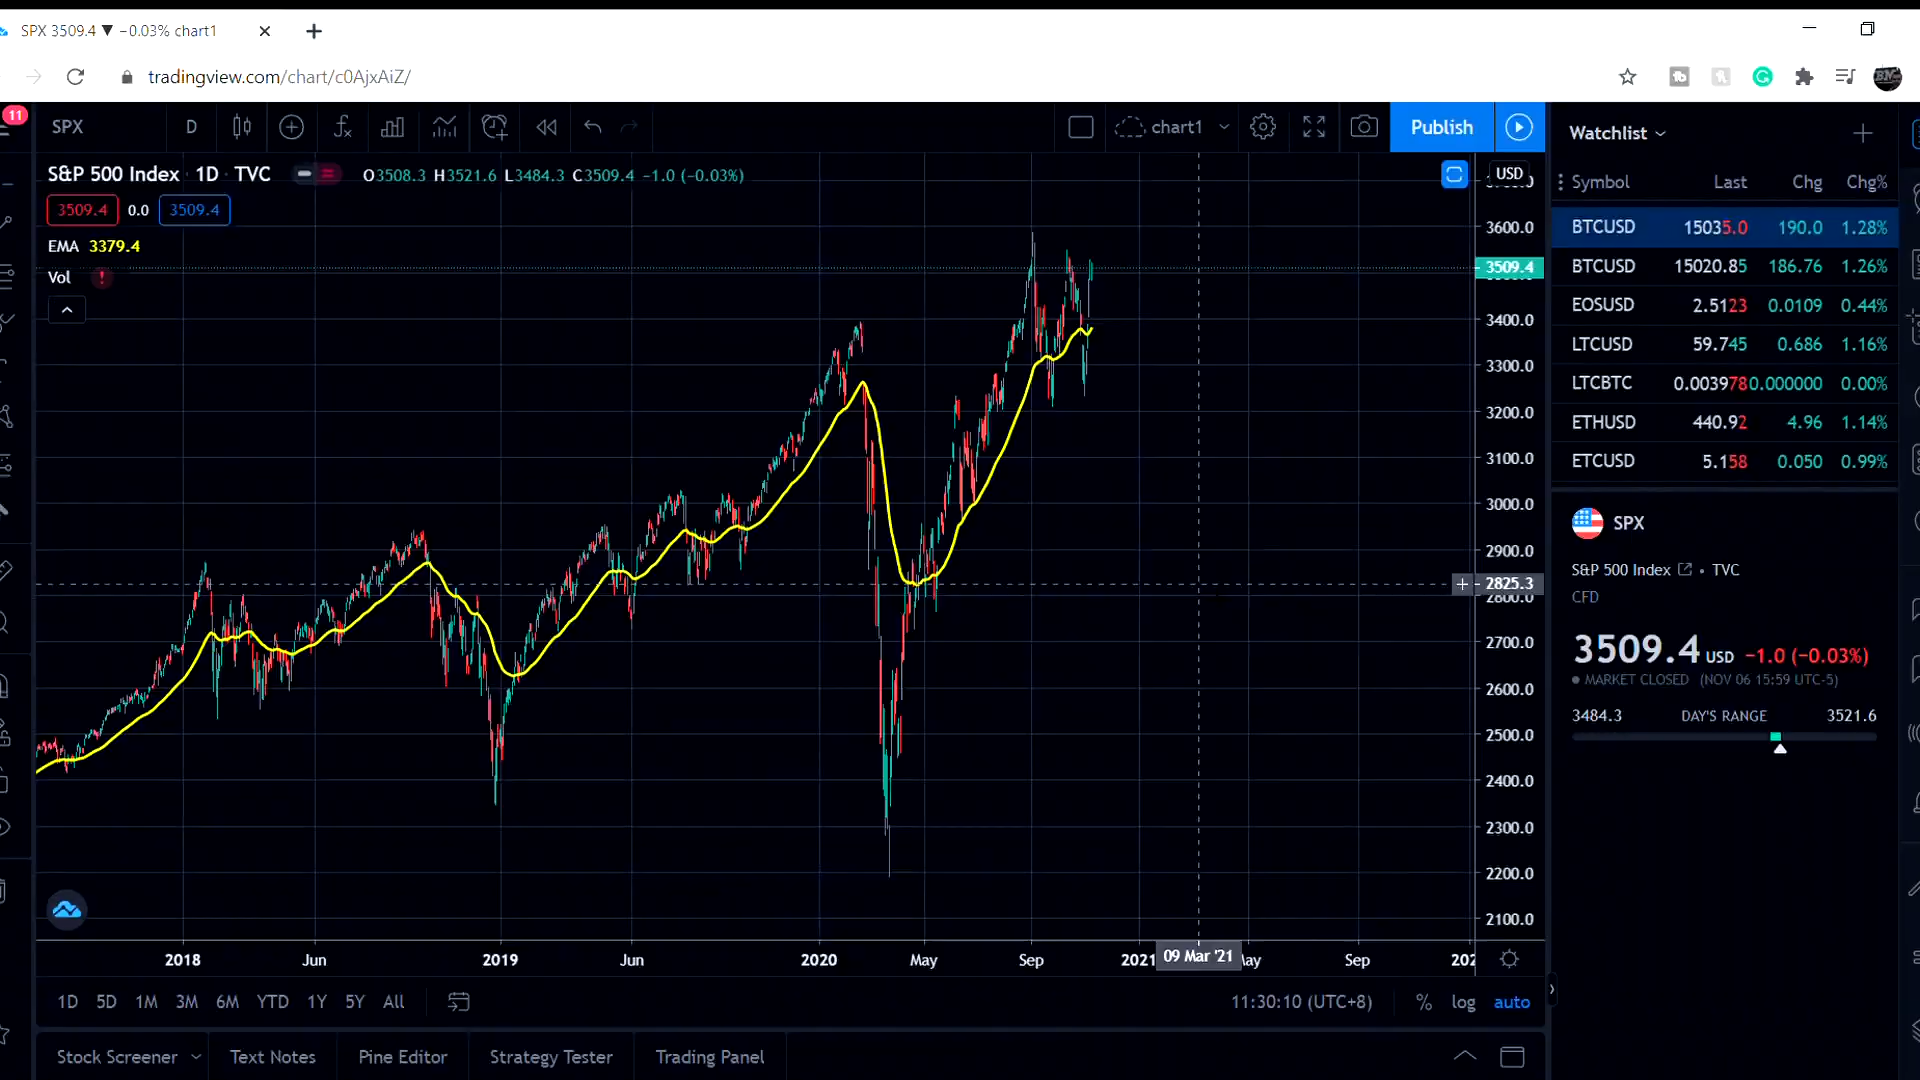 SPX 3509.4 ▼ −0.03% chart1
tradingview.com/chart/c0AjxAiZ/
11
SPX D chart1 Publish
S&P 500 Index · 1D · TVC O3508.3 H3521.6 L3484.3 C3509.4 −1.0 (−0.03%)
3509.4 0.0 3509.4
EMA 3379.4
Vol !
USD
3600.0
3509.4
3400.0
3300.0
3200.0
3100.0
3000.0
2900.0
2825.3
2800.0
2700.0
2600.0
2500.0
2400.0
2300.0
2200.0
2100.0
2018 Jun 2019 Jun 2020 May Sep 2021 09 Mar '21 Sep
1D 5D 1M 3M 6M YTD 1Y 5Y All 11:30:10 (UTC+8) % log auto
Stock Screener Text Notes Pine Editor Strategy Tester Trading Panel
Watchlist
Symbol Last Chg Chg%
BTCUSD 15035.0 190.0 1.28%
BTCUSD 15020.85 186.76 1.26%
EOSUSD 2.5123 0.0109 0.44%
LTCUSD 59.745 0.686 1.16%
LTCBTC 0.003978 0.000000 0.00%
ETHUSD 440.92 4.96 1.14%
ETCUSD 5.158 0.050 0.99%
SPX
S&P 500 Index • TVC
CFD
3509.4 USD −1.0 (−0.03%)
MARKET CLOSED (NOV 06 15:59 UTC-5)
3484.3 DAY'S RANGE 3521.6